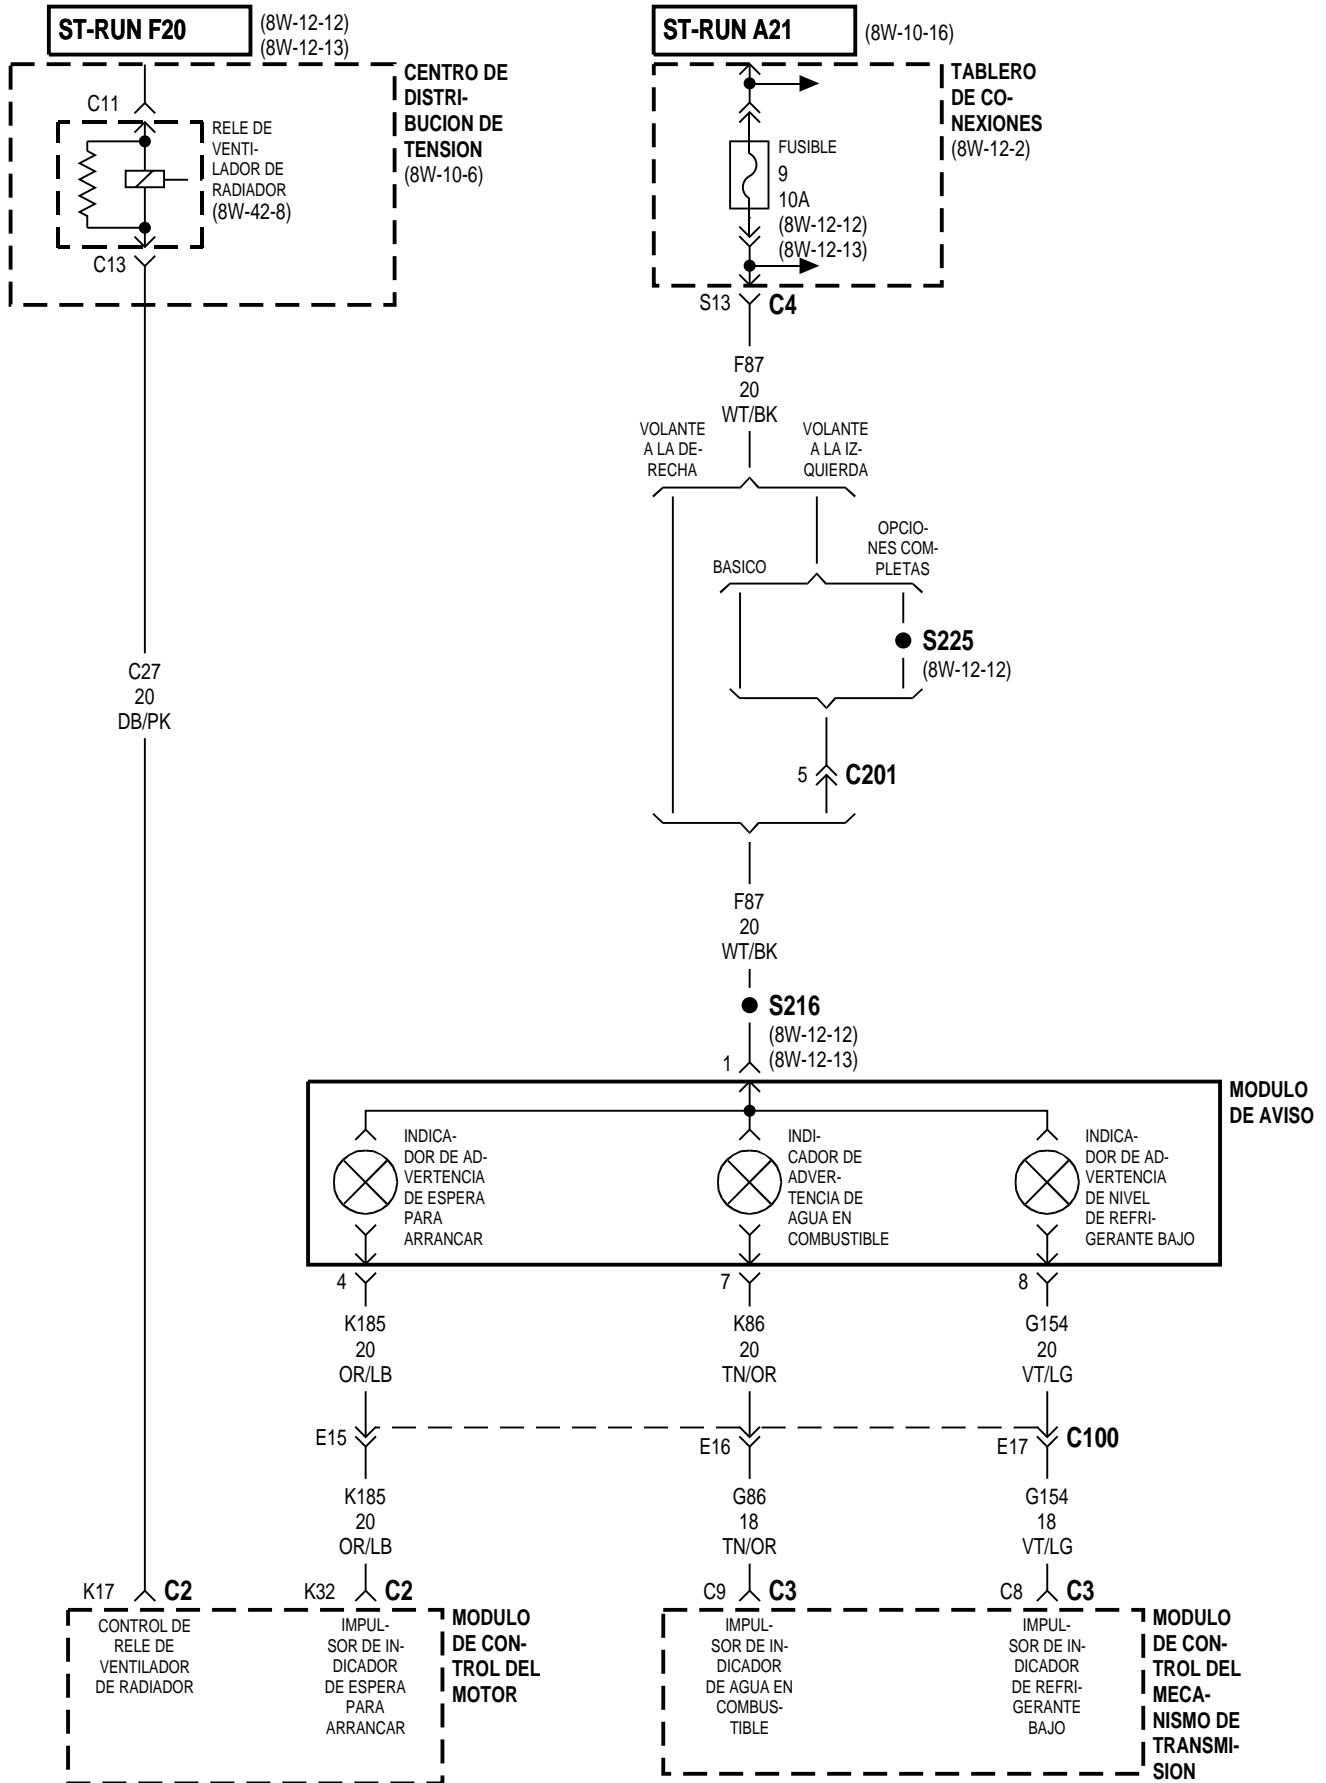 ST-RUN F20
(8W-12-12)
(8W-12-13)
ST-RUN A21
(8W-10-16)
CENTRO DE
DISTRI-
BUCION DE
TENSION
(8W-10-6)
C11
RELE DE
VENTI-
LADOR DE
RADIADOR
(8W-42-8)
C13
TABLERO
DE CO-
NEXIONES
(8W-12-2)
FUSIBLE
9
10A
(8W-12-12)
(8W-12-13)
S13
C4
F87
20
WT/BK
VOLANTE
A LA DE-
RECHA
VOLANTE
A LA IZ-
QUIERDA
BASICO
OPCIO-
NES COM-
PLETAS
S225
(8W-12-12)
C27
20
DB/PK
5
C201
F87
20
WT/BK
S216
(8W-12-12)
(8W-12-13)
1
MODULO
DE AVISO
INDICA-
DOR DE AD-
VERTENCIA
DE ESPERA
PARA
ARRANCAR
INDI-
CADOR DE
ADVER-
TENCIA DE
AGUA EN
COMBUSTIBLE
INDICA-
DOR DE AD-
VERTENCIA
DE NIVEL
DE REFRI-
GERANTE BAJO
4
7
8
K185
20
OR/LB
K86
20
TN/OR
G154
20
VT/LG
E15
E16
E17
C100
K185
20
OR/LB
G86
18
TN/OR
G154
18
VT/LG
K17
C2
K32
C2
C9
C3
C8
C3
CONTROL DE
RELE DE
VENTILADOR
DE RADIADOR
IMPUL-
SOR DE IN-
DICADOR
DE ESPERA
PARA
ARRANCAR
MODULO
DE CON-
TROL DEL
MOTOR
IMPUL-
SOR DE IN-
DICADOR
DE AGUA EN
COMBUS-
TIBLE
IMPUL-
SOR DE IN-
DICADOR
DE REFRI-
GERANTE
BAJO
MODULO
DE CON-
TROL DEL
MECA-
NISMO DE
TRANSMI-
SION